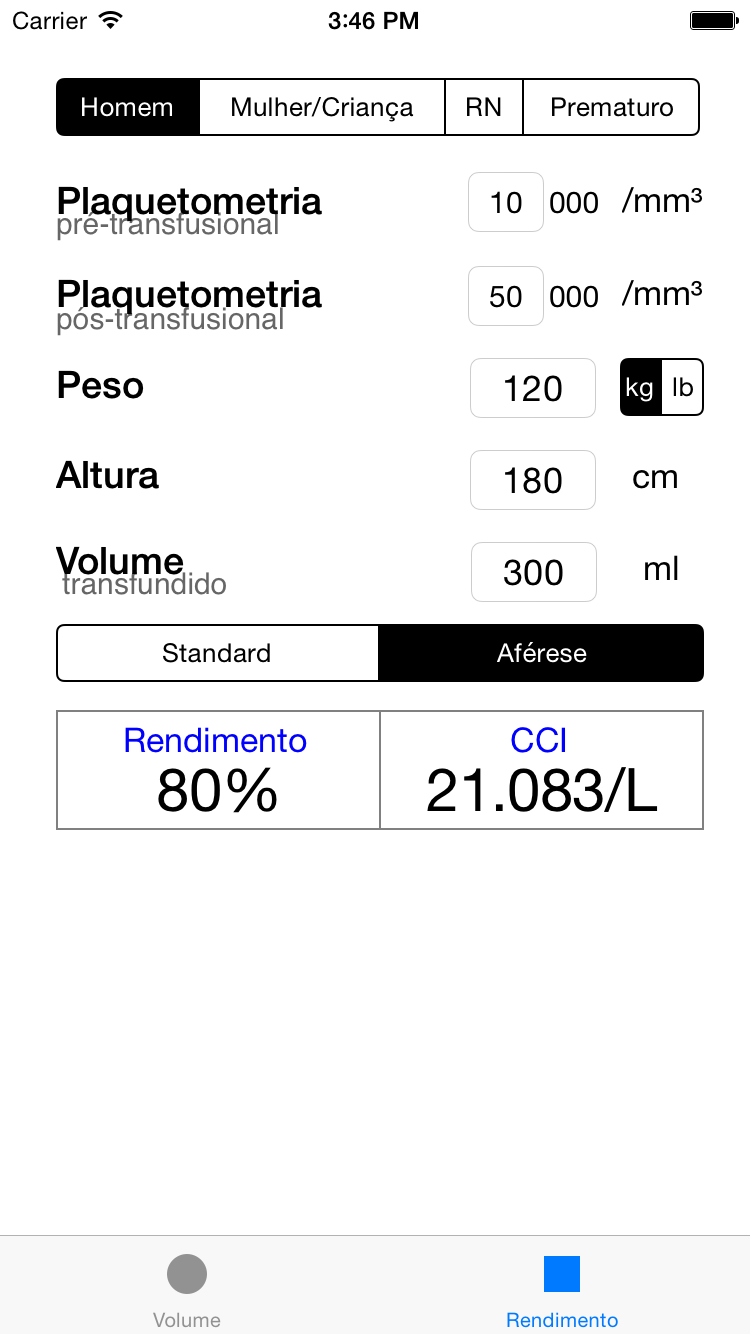 Carrier 3:46 PM
Homem Mulher/Criança RN Prematuro
Plaquetometria 10 000 /mm³
pré-transfusional
Plaquetometria 50 000 /mm³
pós-transfusional
Peso 120 kg lb
Altura 180 cm
Volume 300 ml
transfundido
Standard Aférese
Rendimento CCI
80% 21.083/L
Volume Rendimento